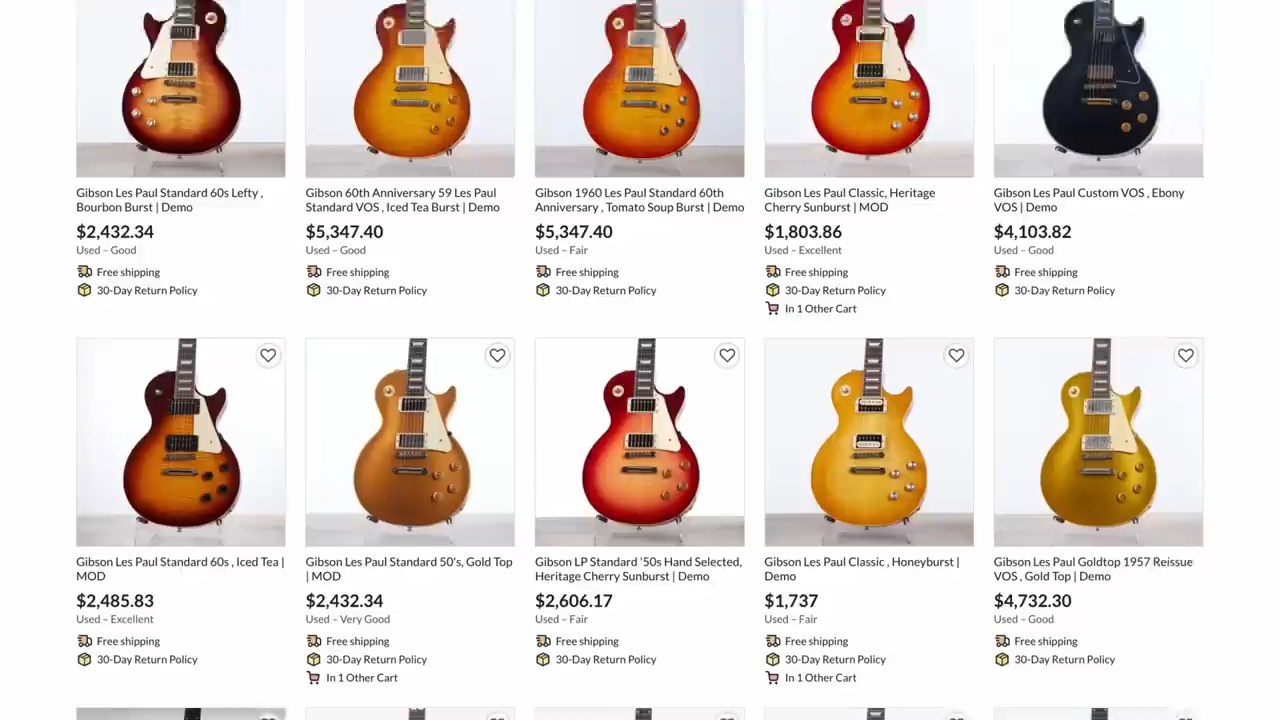 Gibson Les Paul Standard 60s Lefty ,
Bourbon Burst | Demo
$2,432.34
Used – Good
Free shipping
30-Day Return Policy
Gibson 60th Anniversary 59 Les Paul
Standard VOS , Iced Tea Burst | Demo
$5,347.40
Used – Good
Free shipping
30-Day Return Policy
Gibson 1960 Les Paul Standard 60th
Anniversary , Tomato Soup Burst | Demo
$5,347.40
Used – Fair
Free shipping
30-Day Return Policy
Gibson Les Paul Classic, Heritage
Cherry Sunburst | MOD
$1,803.86
Used – Excellent
Free shipping
30-Day Return Policy
In 1 Other Cart
Gibson Les Paul Custom VOS , Ebony
VOS | Demo
$4,103.82
Used – Good
Free shipping
30-Day Return Policy
Gibson Les Paul Standard 60s , Iced Tea |
MOD
$2,485.83
Used – Excellent
Free shipping
30-Day Return Policy
Gibson Les Paul Standard 50's, Gold Top
| MOD
$2,432.34
Used – Very Good
Free shipping
30-Day Return Policy
In 1 Other Cart
Gibson LP Standard '50s Hand Selected,
Heritage Cherry Sunburst | Demo
$2,606.17
Used – Fair
Free shipping
30-Day Return Policy
Gibson Les Paul Classic , Honeyburst |
Demo
$1,737
Used – Fair
Free shipping
30-Day Return Policy
In 1 Other Cart
Gibson Les Paul Goldtop 1957 Reissue
VOS , Gold Top | Demo
$4,732.30
Used – Good
Free shipping
30-Day Return Policy